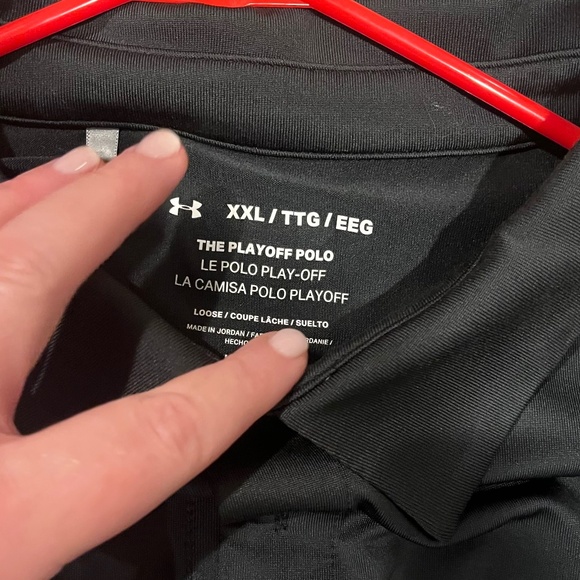 XXL / TTG / EEG
THE PLAYOFF POLO
LE POLO PLAY-OFF
LA CAMISA POLO PLAYOFF
LOOSE / COUPE LÂCHE / SUELTO
MADE IN JORDAN /
HECHO